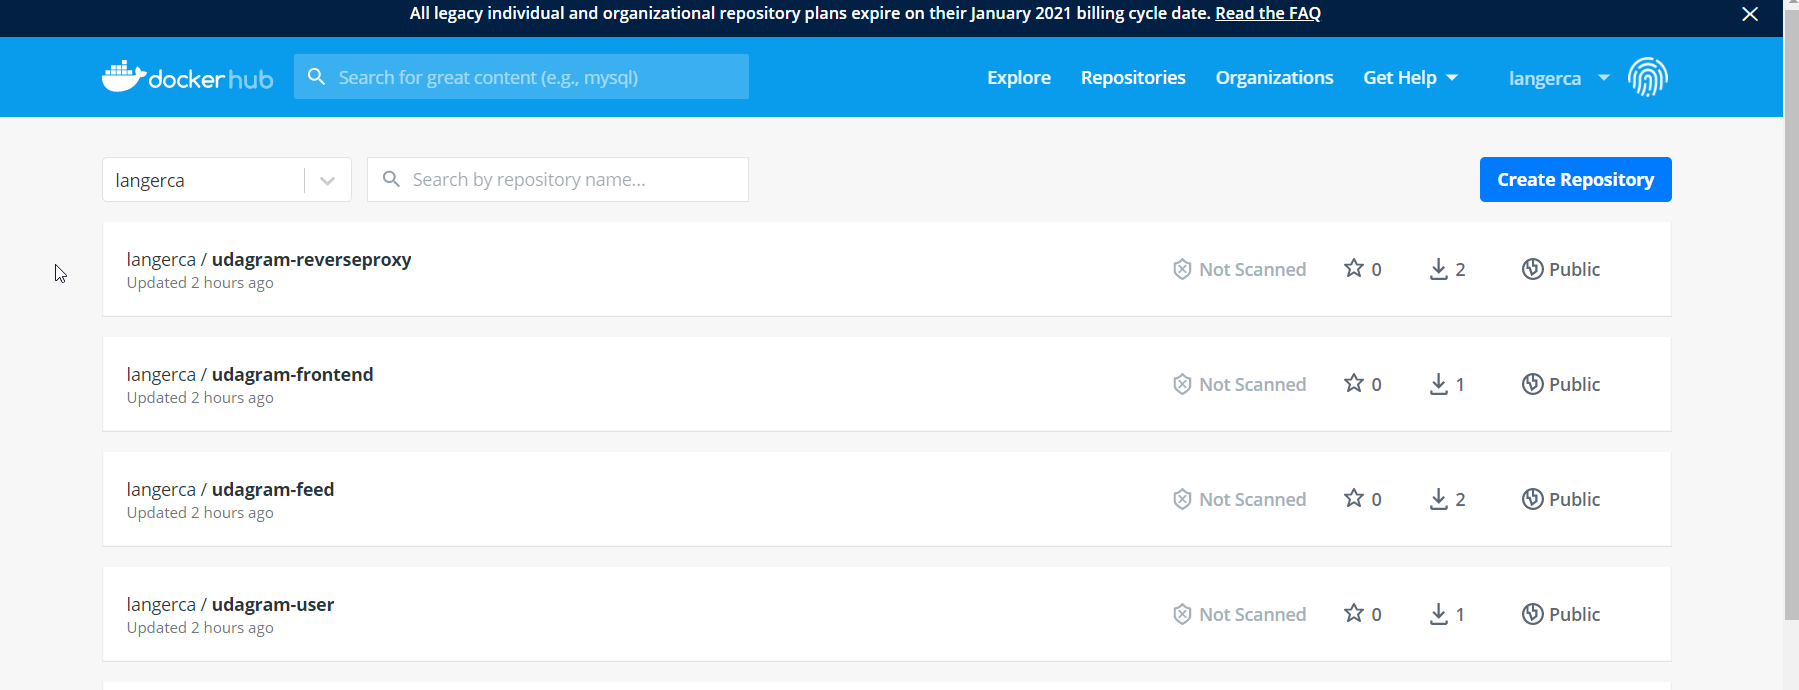 All legacy individual and organizational repository plans expire on their January 2021 billing cycle date. Read the FAQ
docker hub
Search for great content (e.g., mysql)
Explore
Repositories
Organizations
Get Help
langerca
langerca
Search by repository name...
Create Repository
langerca / udagram-reverseproxy
Updated 2 hours ago
Not Scanned
0
2
Public
langerca / udagram-frontend
Updated 2 hours ago
Not Scanned
0
1
Public
langerca / udagram-feed
Updated 2 hours ago
Not Scanned
0
2
Public
langerca / udagram-user
Updated 2 hours ago
Not Scanned
0
1
Public